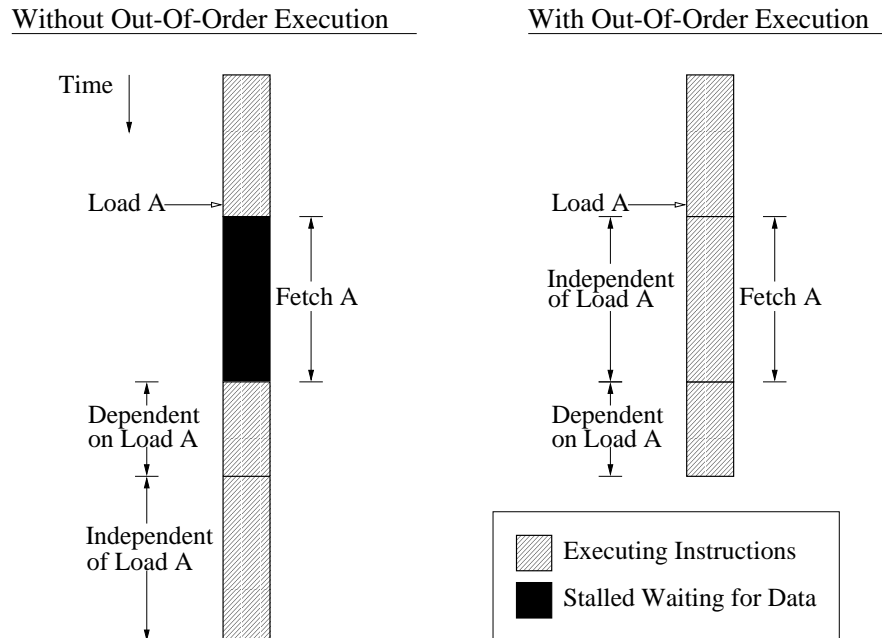 Without Out-Of-Order Execution
With Out-Of-Order Execution
Time
Load A
Fetch A
Dependent
on Load A
Independent
of Load A
Load A
Independent
of Load A
Fetch A
Dependent
on Load A
Executing Instructions
Stalled Waiting for Data